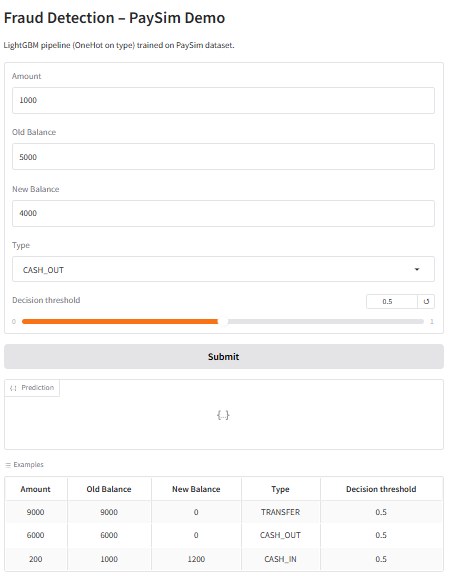 Fraud Detection – PaySim Demo
LightGBM pipeline (OneHot on type) trained on PaySim dataset.
Amount
1000
Old Balance
5000
New Balance
4000
Type
CASH_OUT
Decision threshold
0.5
0
1
Submit
Prediction
Examples
Amount Old Balance New Balance Type Decision threshold
9000 9000 0 TRANSFER 0.5
6000 6000 0 CASH_OUT 0.5
200 1000 1200 CASH_IN 0.5